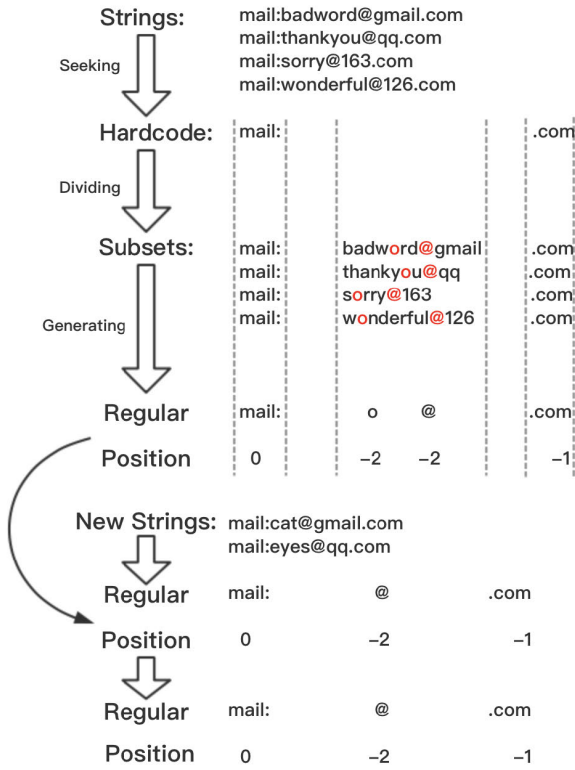 Strings: mail:badword@gmail.com
mail:thankyou@qq.com
Seeking mail:sorry@163.com
mail:wonderful@126.com
Hardcode: mail: .com
Dividing
Subsets: mail: badword@gmail .com
mail: thankyou@qq .com
mail: sorry@163 .com
Generating mail: wonderful@126 .com
Regular mail: o @ .com
Position 0 −2 −2 −1
New Strings: mail:cat@gmail.com
mail:eyes@qq.com
Regular mail: @ .com
Position 0 −2 −1
Regular mail: @ .com
Position 0 −2 −1